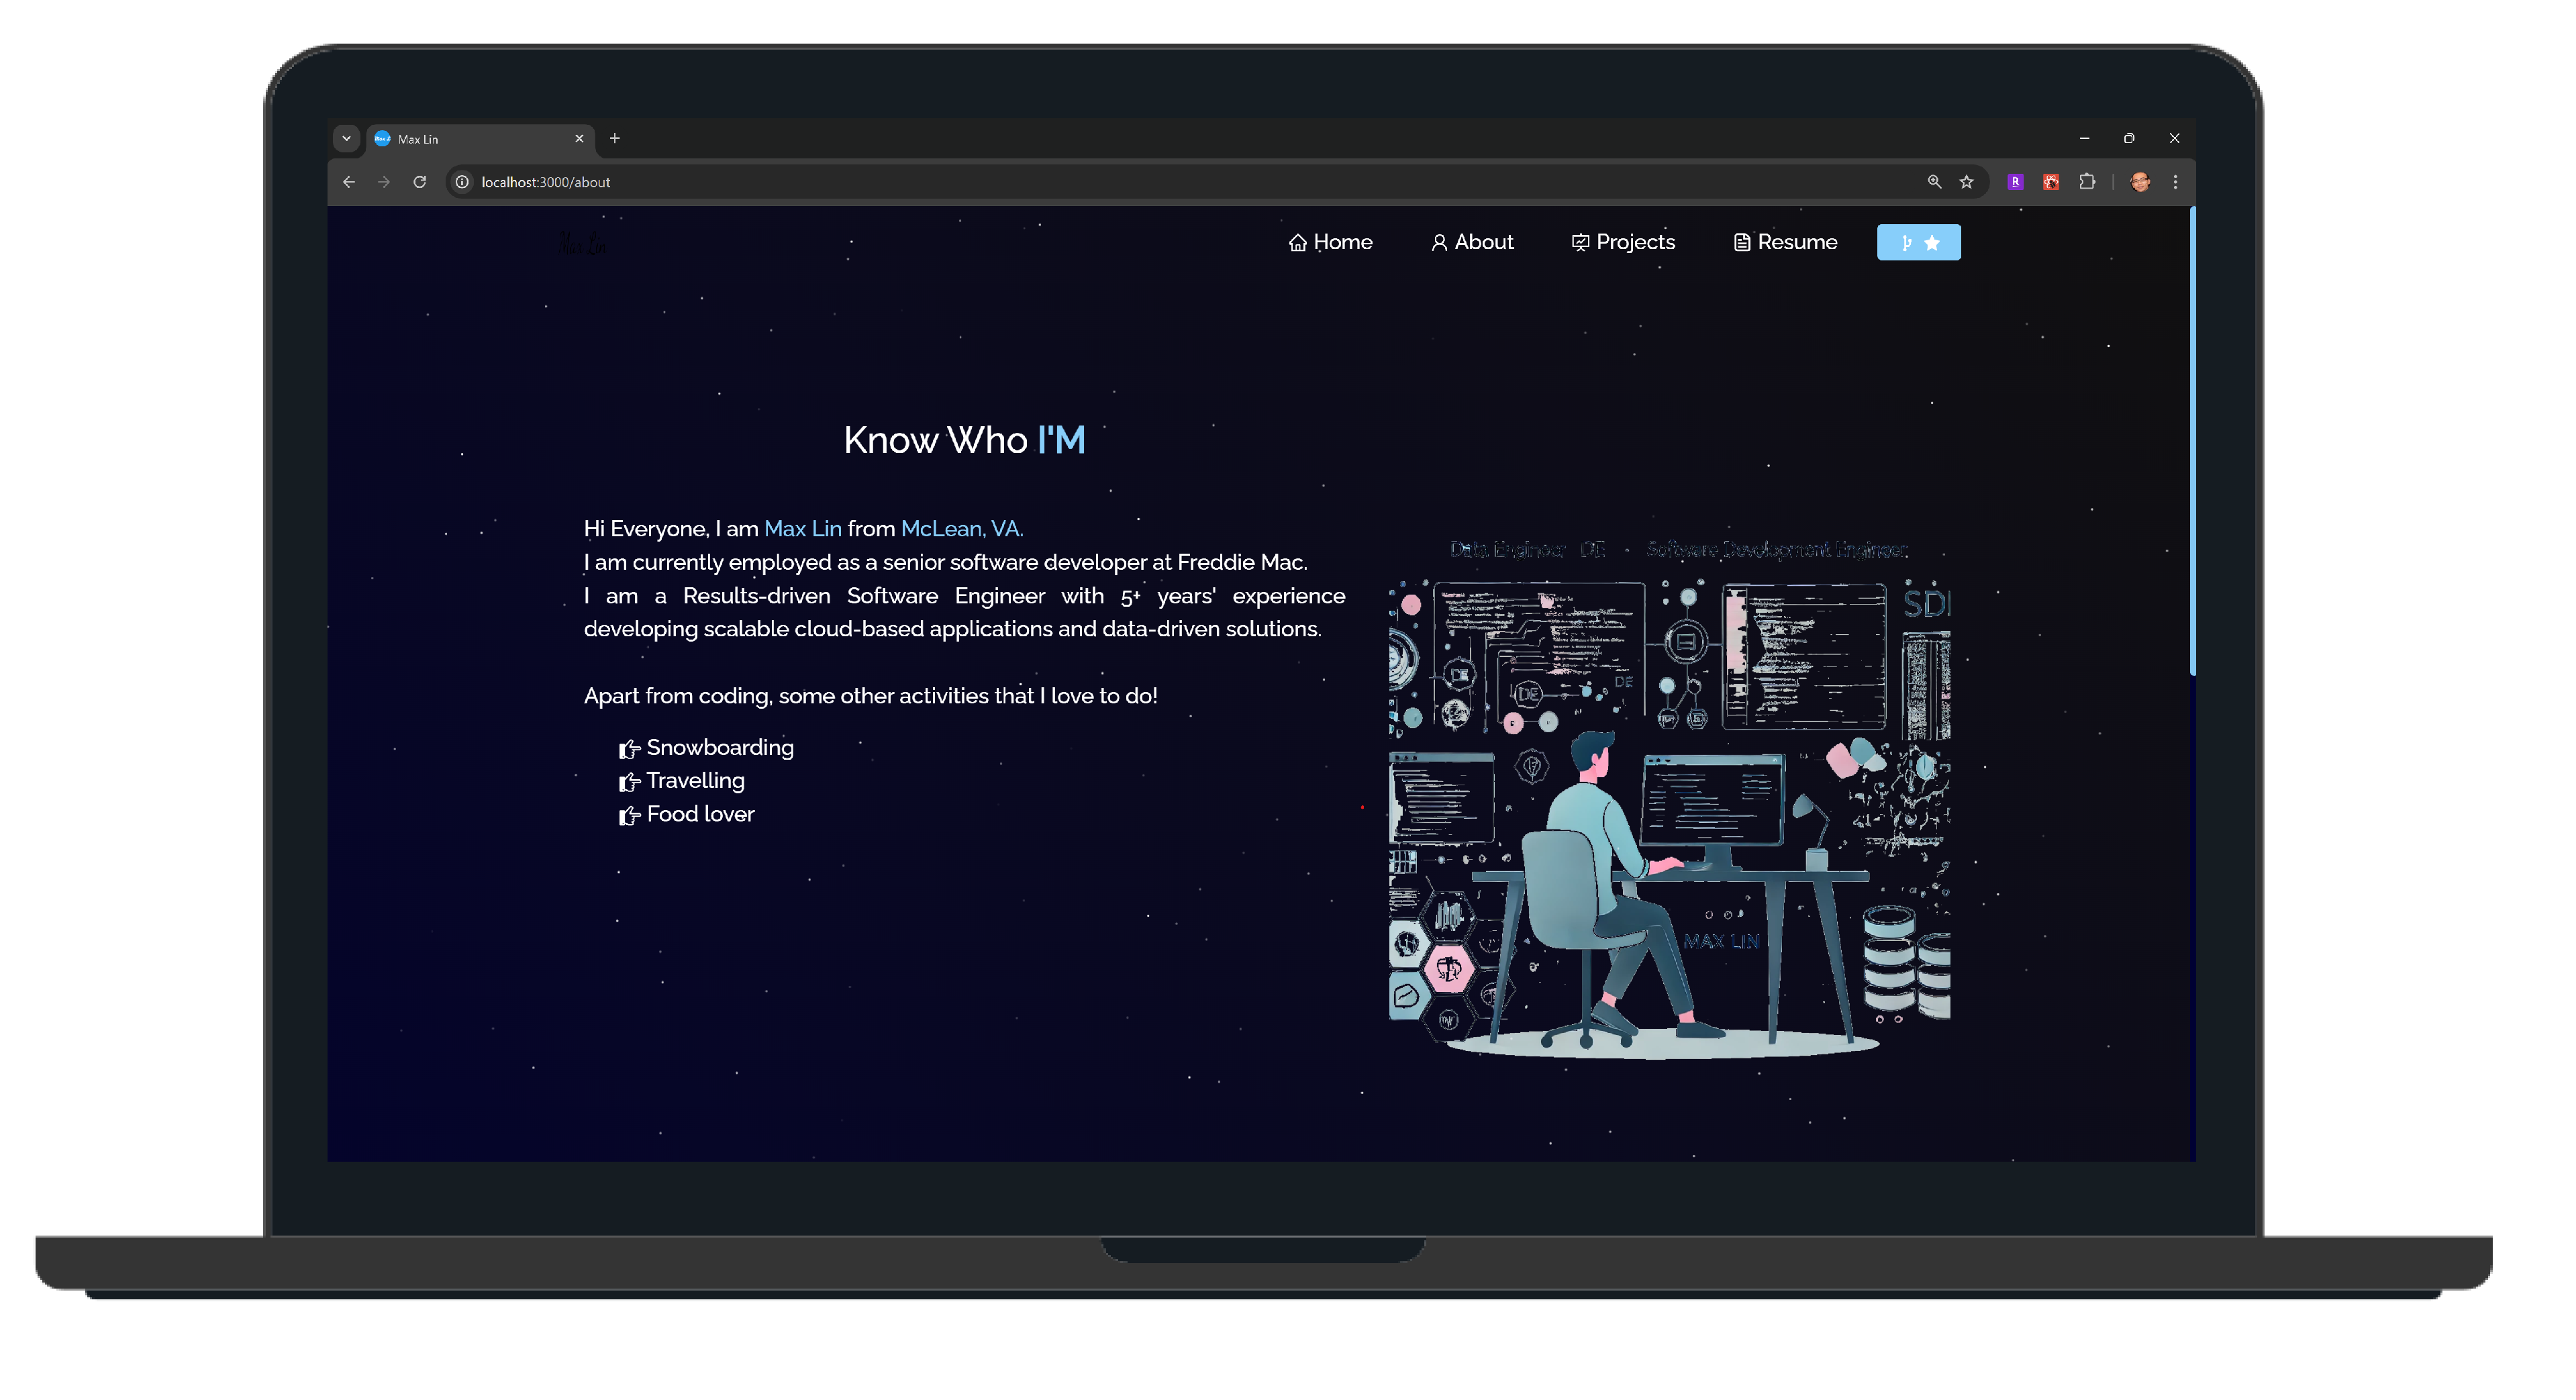 Max Lin
localhost:3000/about
Max Lin
Home About Projects Resume
Know Who I'M
Hi Everyone, I am Max Lin from McLean, VA.
I am currently employed as a senior software developer at Freddie Mac.
I am a Results-driven Software Engineer with 5+ years' experience
developing scalable cloud-based applications and data-driven solutions.
Apart from coding, some other activities that I love to do!
Snowboarding
Travelling
Food lover
Data Engineer DE - Software Development Engineer
SDE
DE
DE
DE
MAX LIN